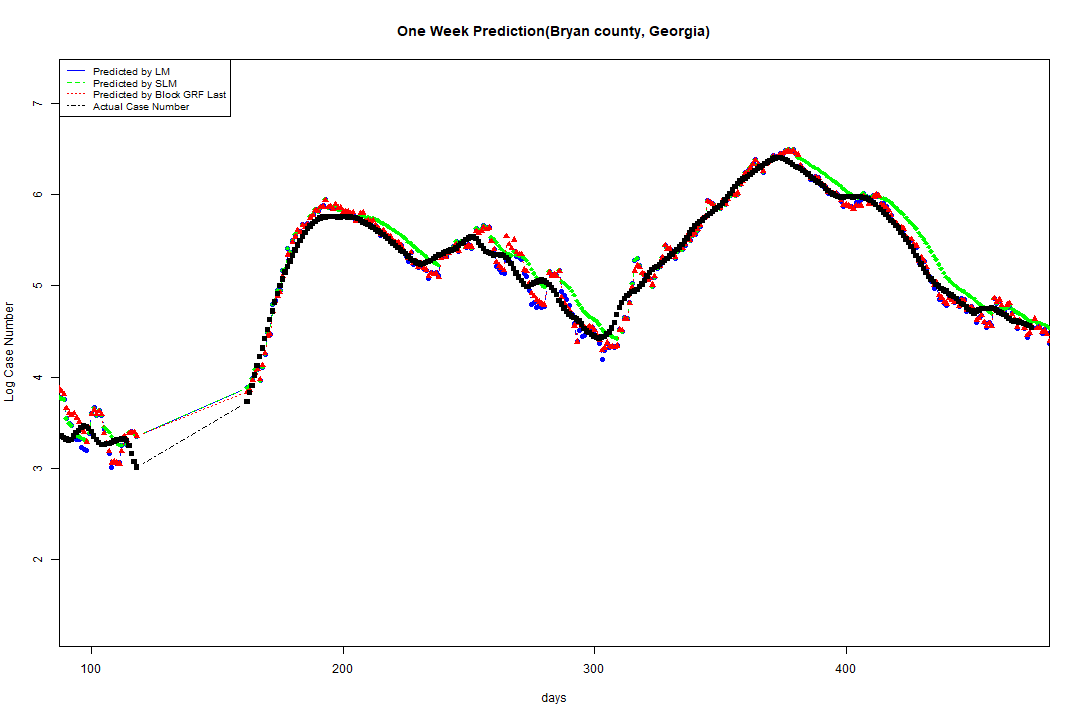 One Week Prediction(Bryan county, Georgia)
Predicted by LM
Predicted by SLM
Predicted by Block GRF Last
Actual Case Number
7
6
5
4
3
2
Log Case Number
100 200 300 400
days